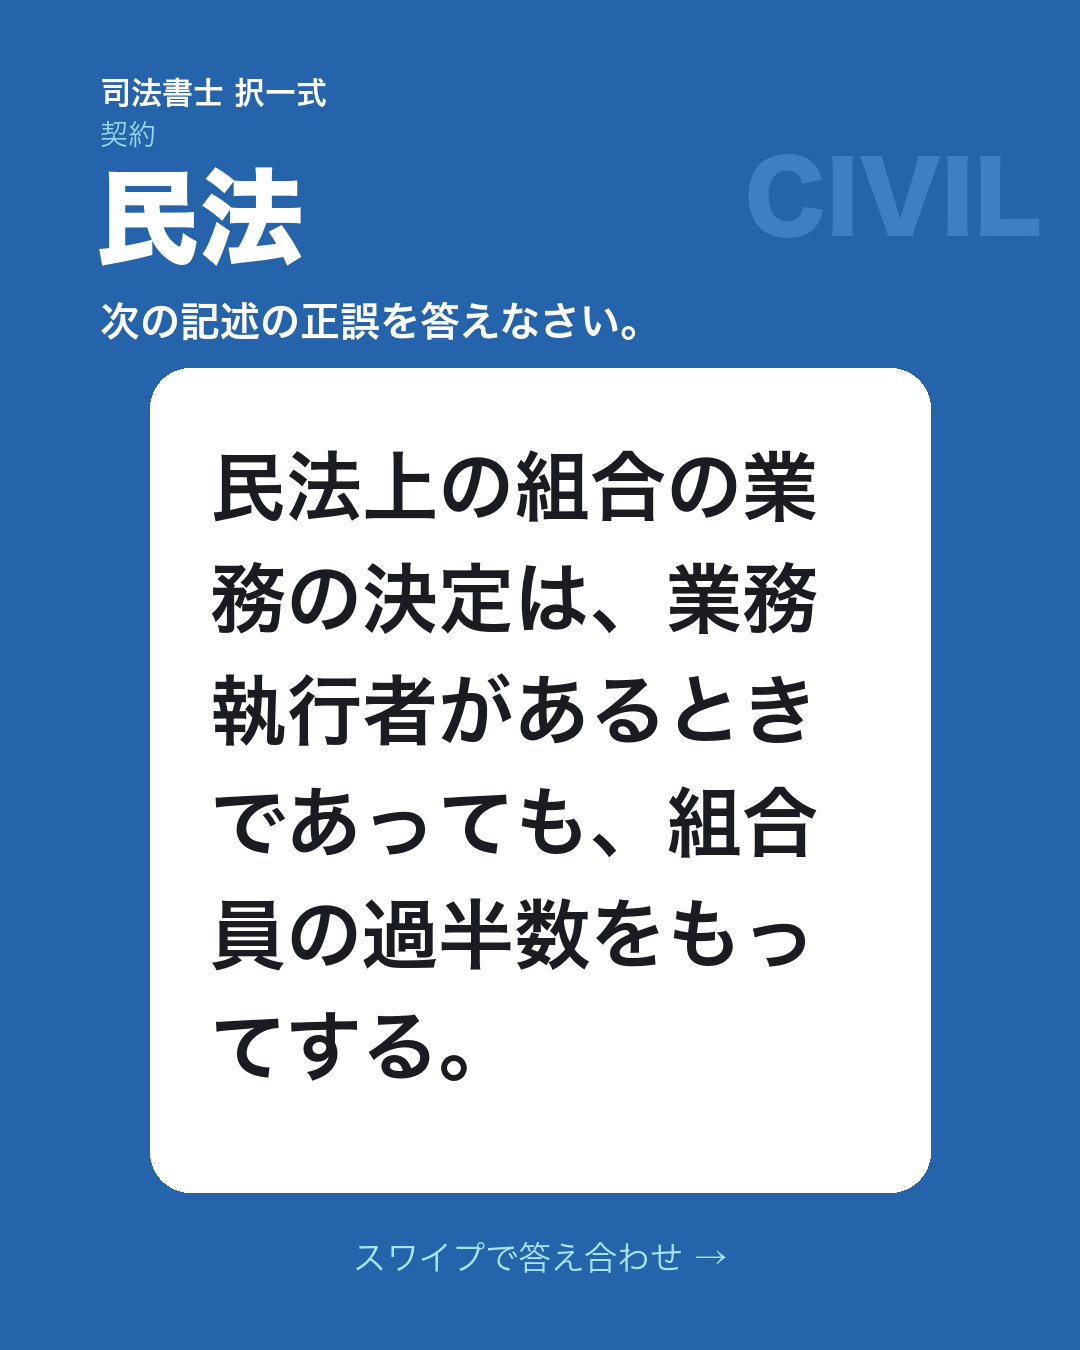 司法書士 択一式
契約
民法
CIVIL
次の記述の正誤を答えなさい。
民法上の組合の業
務の決定は、業務
執行者があるとき
であっても、組合
員の過半数をもっ
てする。
スワイプで答え合わせ →